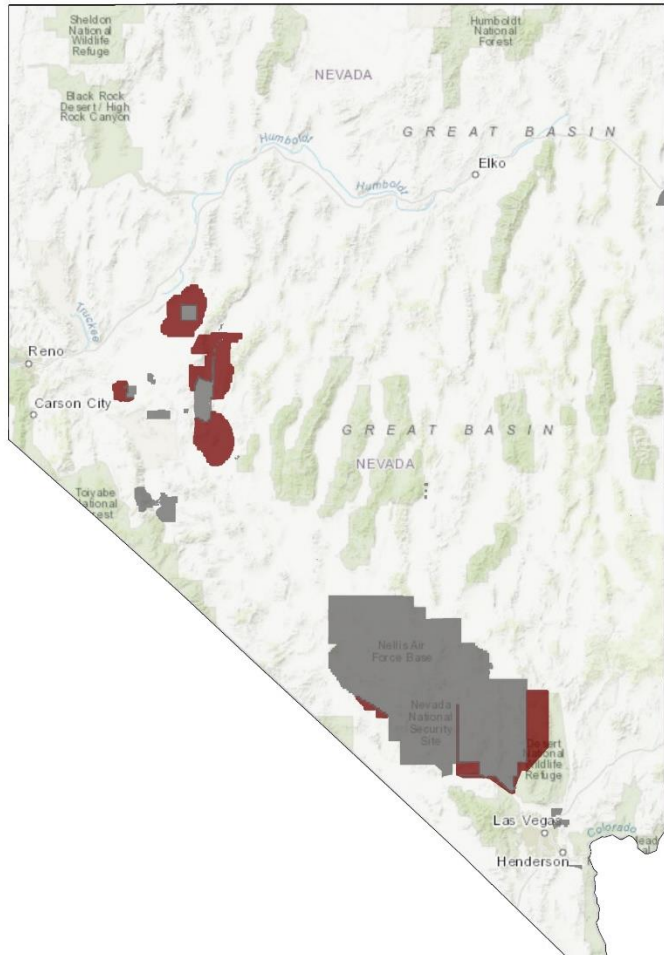 Sheldon
National
Wildlife
Refuge
Humboldt
National
Forest
NEVADA
Black Rock
Desert / High
Rock Canyon
GREAT BASIN
Humboldt
Elko
Humboldt
Truckee
Reno
Carson City
GREAT BASIN
NEVADA
Toiyabe
National
Forest
Nellis Air
Force Base
Nevada
National
Security
Site
Desert
National
Wildlife
Refuge
Las Vegas
Colorado
Henderson